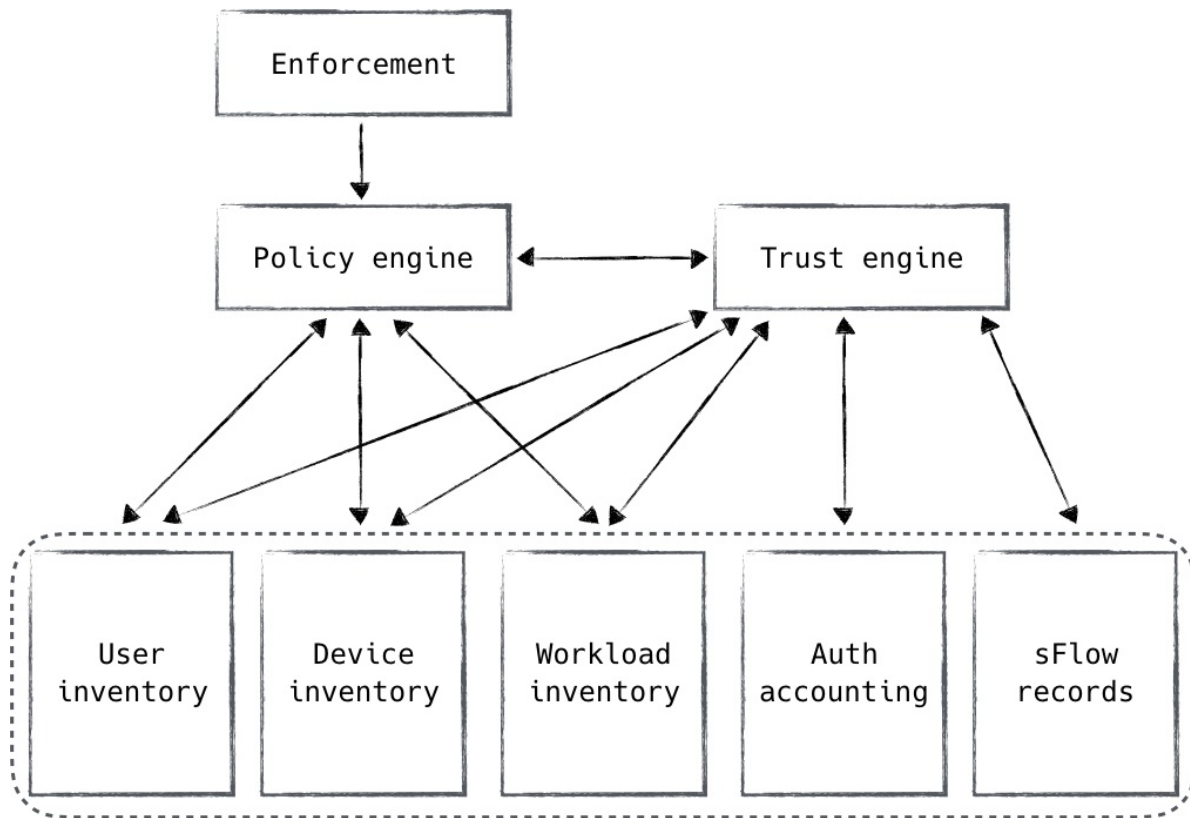 Enforcement
Policy engine
Trust engine
User
inventory
Device
inventory
Workload
inventory
Auth
accounting
sFlow
records